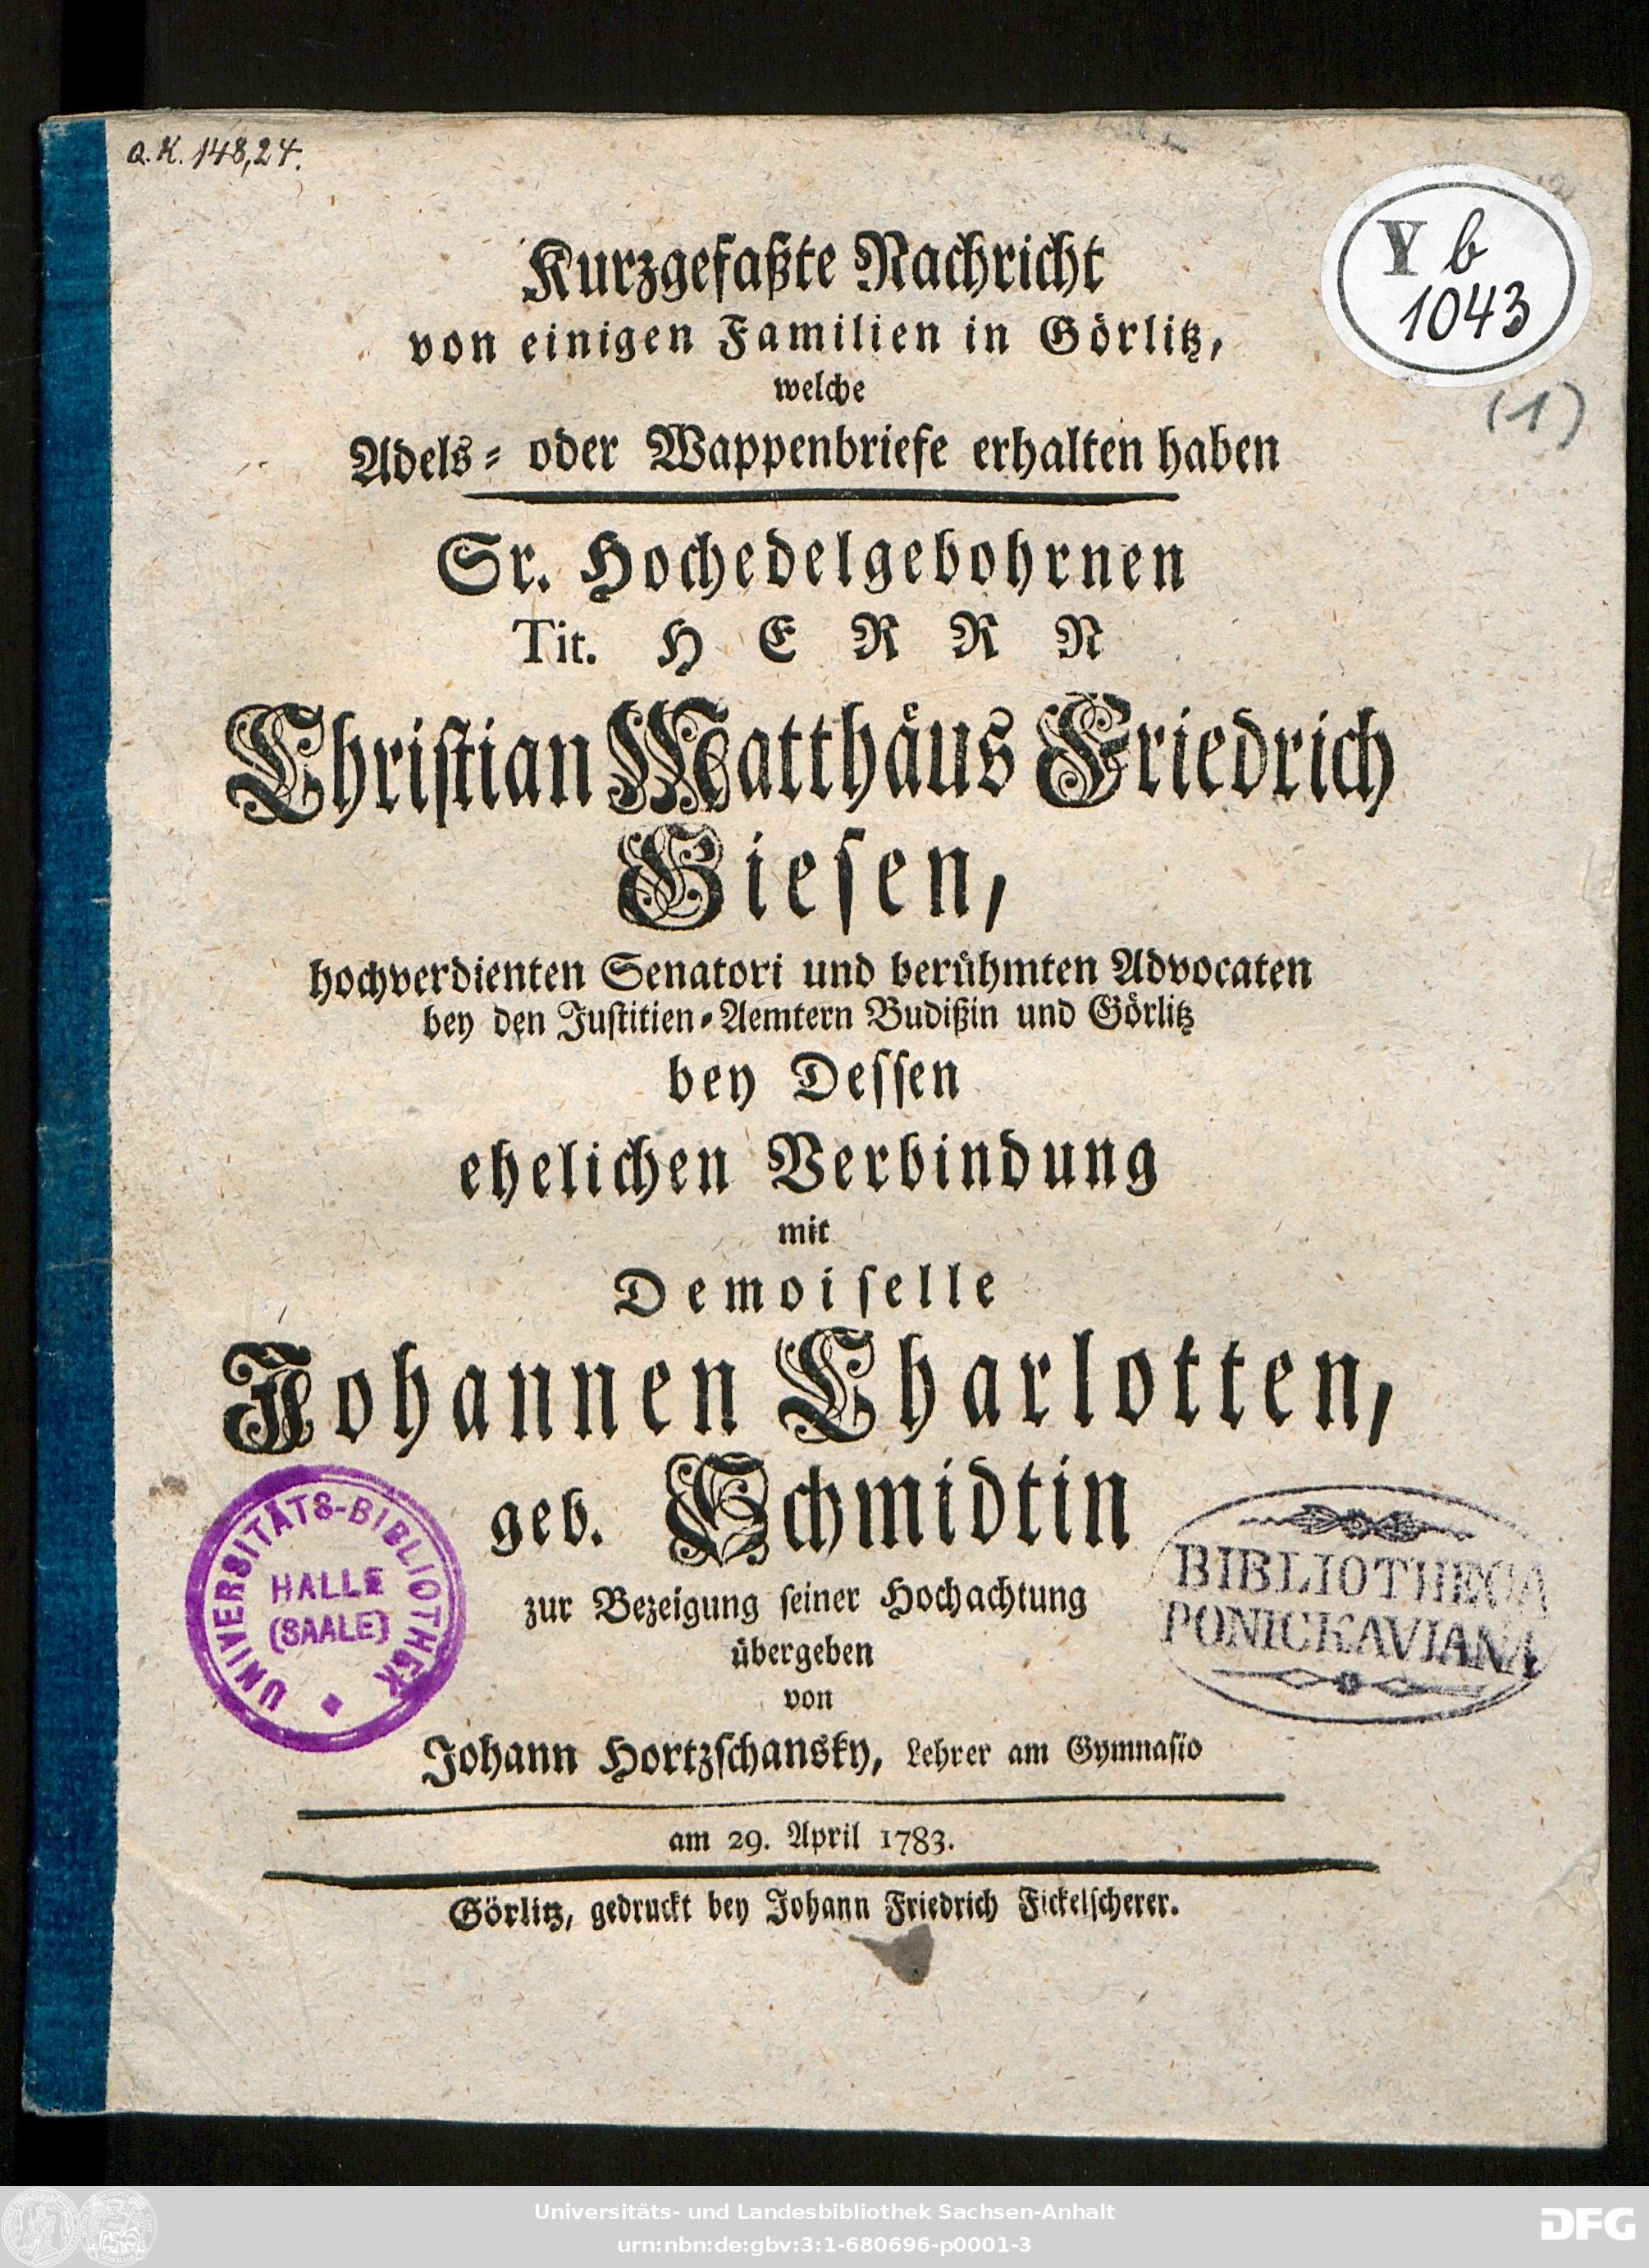 Q.K. 148,24.
Y b
1043
(1)
Kurzgefaßte Nachricht
von einigen Familien in Görlitz,
welche
Adels- oder Wappenbriefe erhalten haben
Sr. Hochedelgebohrnen
Tit. HERRN
Christian Matthäus Friedrich
Giesen,
hochverdienten Senatori und berühmten Advocaten
bey den Justitien-Aemtern Budißin und Görlitz
bey Dessen
ehelichen Verbindung
mit
Demoiselle
Johannen Charlotten,
geb. Schmidtin
zur Bezeigung seiner Hochachtung
übergeben
von
Johann Hortzschansky, Lehrer am Gymnasio
am 29. April 1783.
Görlitz, gedruckt bey Johann Friedrich Fickelscherer.
UNIVERSITÄTS-BIBLIOTHEK
HALLE
(SAALE)
BIBLIOTHECA
PONICKAVIANA
Universitäts- und Landesbibliothek Sachsen-Anhalt
urn:nbn:de:gbv:3:1-680696-p0001-3
DFG